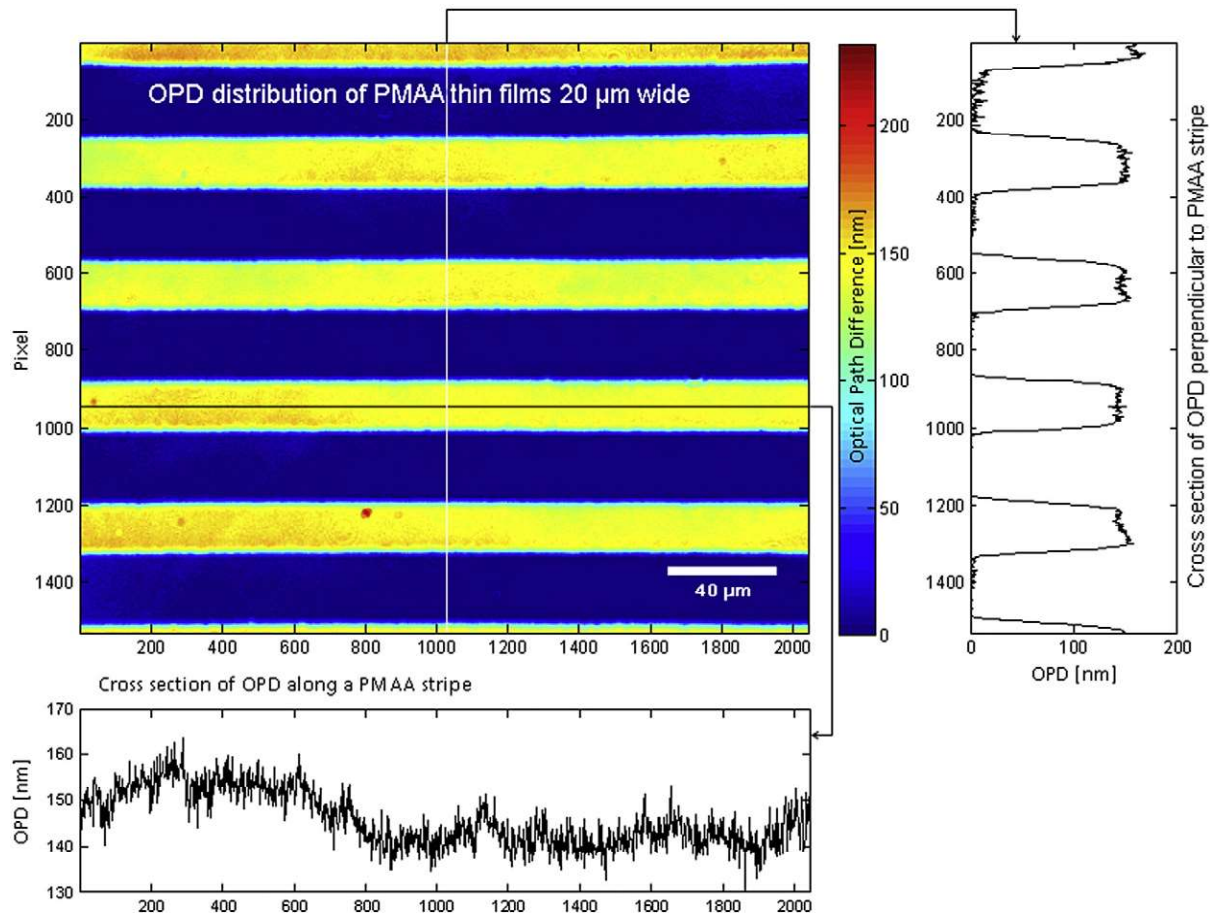 OPD distribution of PMAA thin films 20 µm wide
Pixel
200
400
600
800
1000
1200
1400
40 µm
200 400 600 800 1000 1200 1400 1600 1800 2000
Optical Path Difference [nm]
200
150
100
50
0
200
400
600
800
1000
1200
1400
0 100 200
OPD [nm]
Cross section of OPD perpendicular to PMAA stripe
Cross section of OPD along a PMAA stripe
OPD [nm]
170
160
150
140
130
200 400 600 800 1000 1200 1400 1600 1800 2000